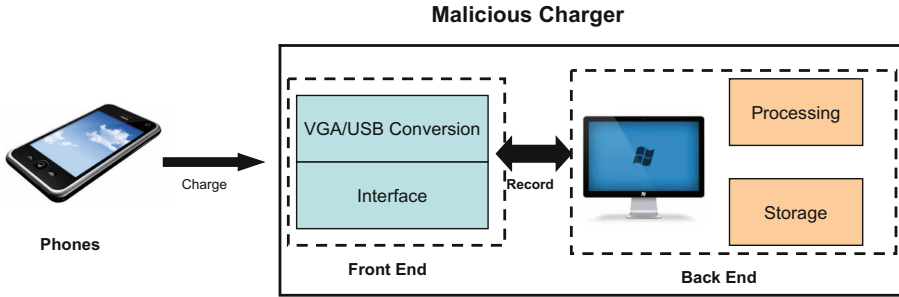 Malicious Charger
VGA/USB Conversion
Interface
Processing
Storage
Charge
Record
Phones
Front End
Back End